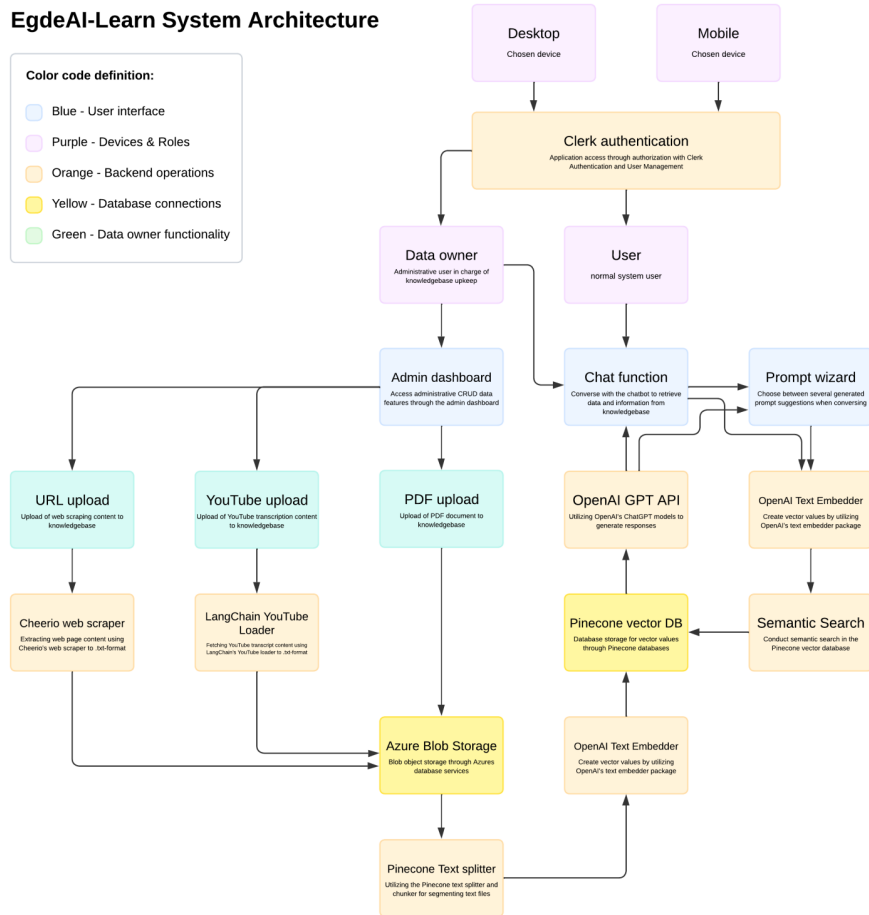 EgdeAI-Learn System Architecture
Color code definition:
Blue - User interface
Purple - Devices & Roles
Orange - Backend operations
Yellow - Database connections
Green - Data owner functionality
Desktop
Chosen device
Mobile
Chosen device
Clerk authentication
Application access through authorization with Clerk
Authentication and User Management
Data owner
Administrative user in charge of
knowledgebase upkeep
User
normal system user
Admin dashboard
Access administrative CRUD data
features through the admin dashboard
Chat function
Converse with the chatbot to retrieve
data and information from
knowledgebase
Prompt wizard
Choose between several generated
prompt suggestions when conversing
URL upload
Upload of web scraping content to
knowledgebase
YouTube upload
Upload of YouTube transcription content
to knowledgebase
PDF upload
Upload of PDF document to
knowledgebase
OpenAI GPT API
Utilizing OpenAI's ChatGPT models to
generate responses
OpenAI Text Embedder
Create vector values by utilizing
OpenAI's text embedder package
Cheerio web scraper
Extracting web page content using
Cheerio's web scraper to .txt-format
LangChain YouTube
Loader
Fetching YouTube transcript content using
LangChain's YouTube loader to .txt-format
Pinecone vector DB
Database storage for vector values
through Pinecone databases
Semantic Search
Conduct semantic search in the
Pinecone vector database
Azure Blob Storage
Blob object storage through Azures
database services
OpenAI Text Embedder
Create vector values by utilizing
OpenAI's text embedder package
Pinecone Text splitter
Utilizing the Pinecone text splitter and
chunker for segmenting text files